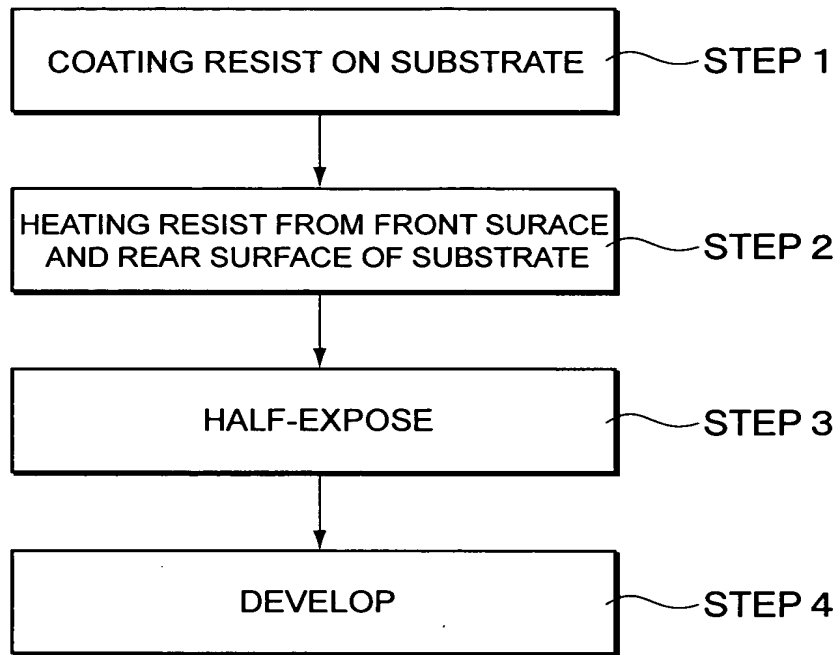 COATING RESIST ON SUBSTRATE
STEP 1
HEATING RESIST FROM FRONT SURACE
AND REAR SURFACE OF SUBSTRATE
STEP 2
HALF-EXPOSE
STEP 3
DEVELOP
STEP 4